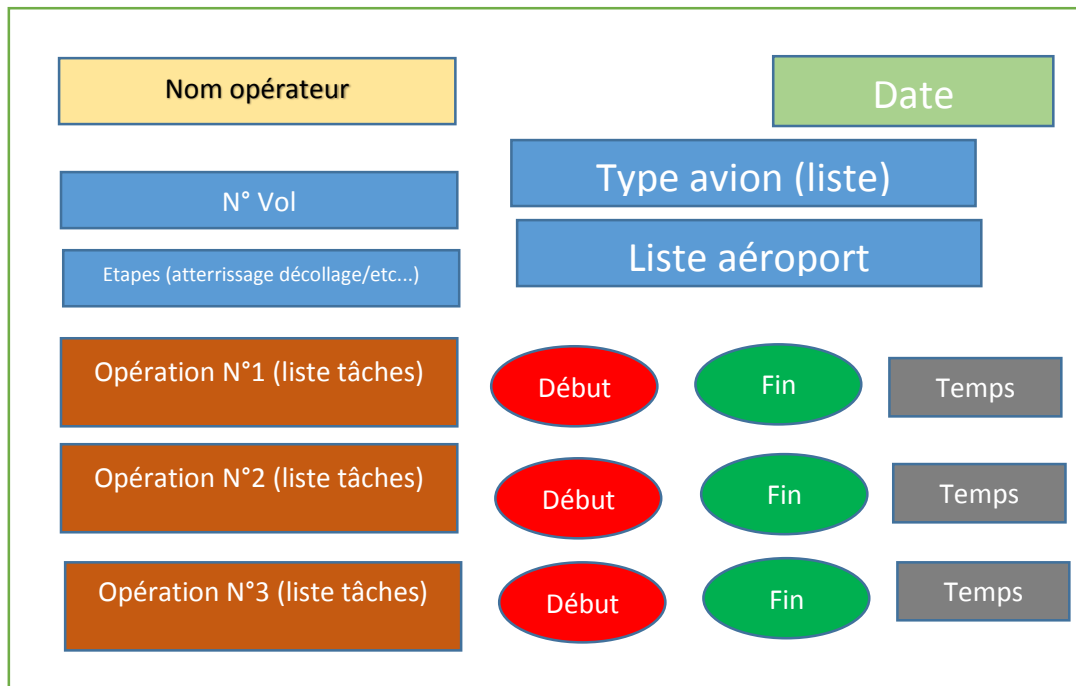 Nom opérateur
Date
Type avion (liste)
N° Vol
Liste aéroport
Etapes (atterrissage décollage/etc...)
Opération N°1 (liste tâches)
Début
Fin
Temps
Opération N°2 (liste tâches)
Début
Fin
Temps
Opération N°3 (liste tâches)
Début
Fin
Temps